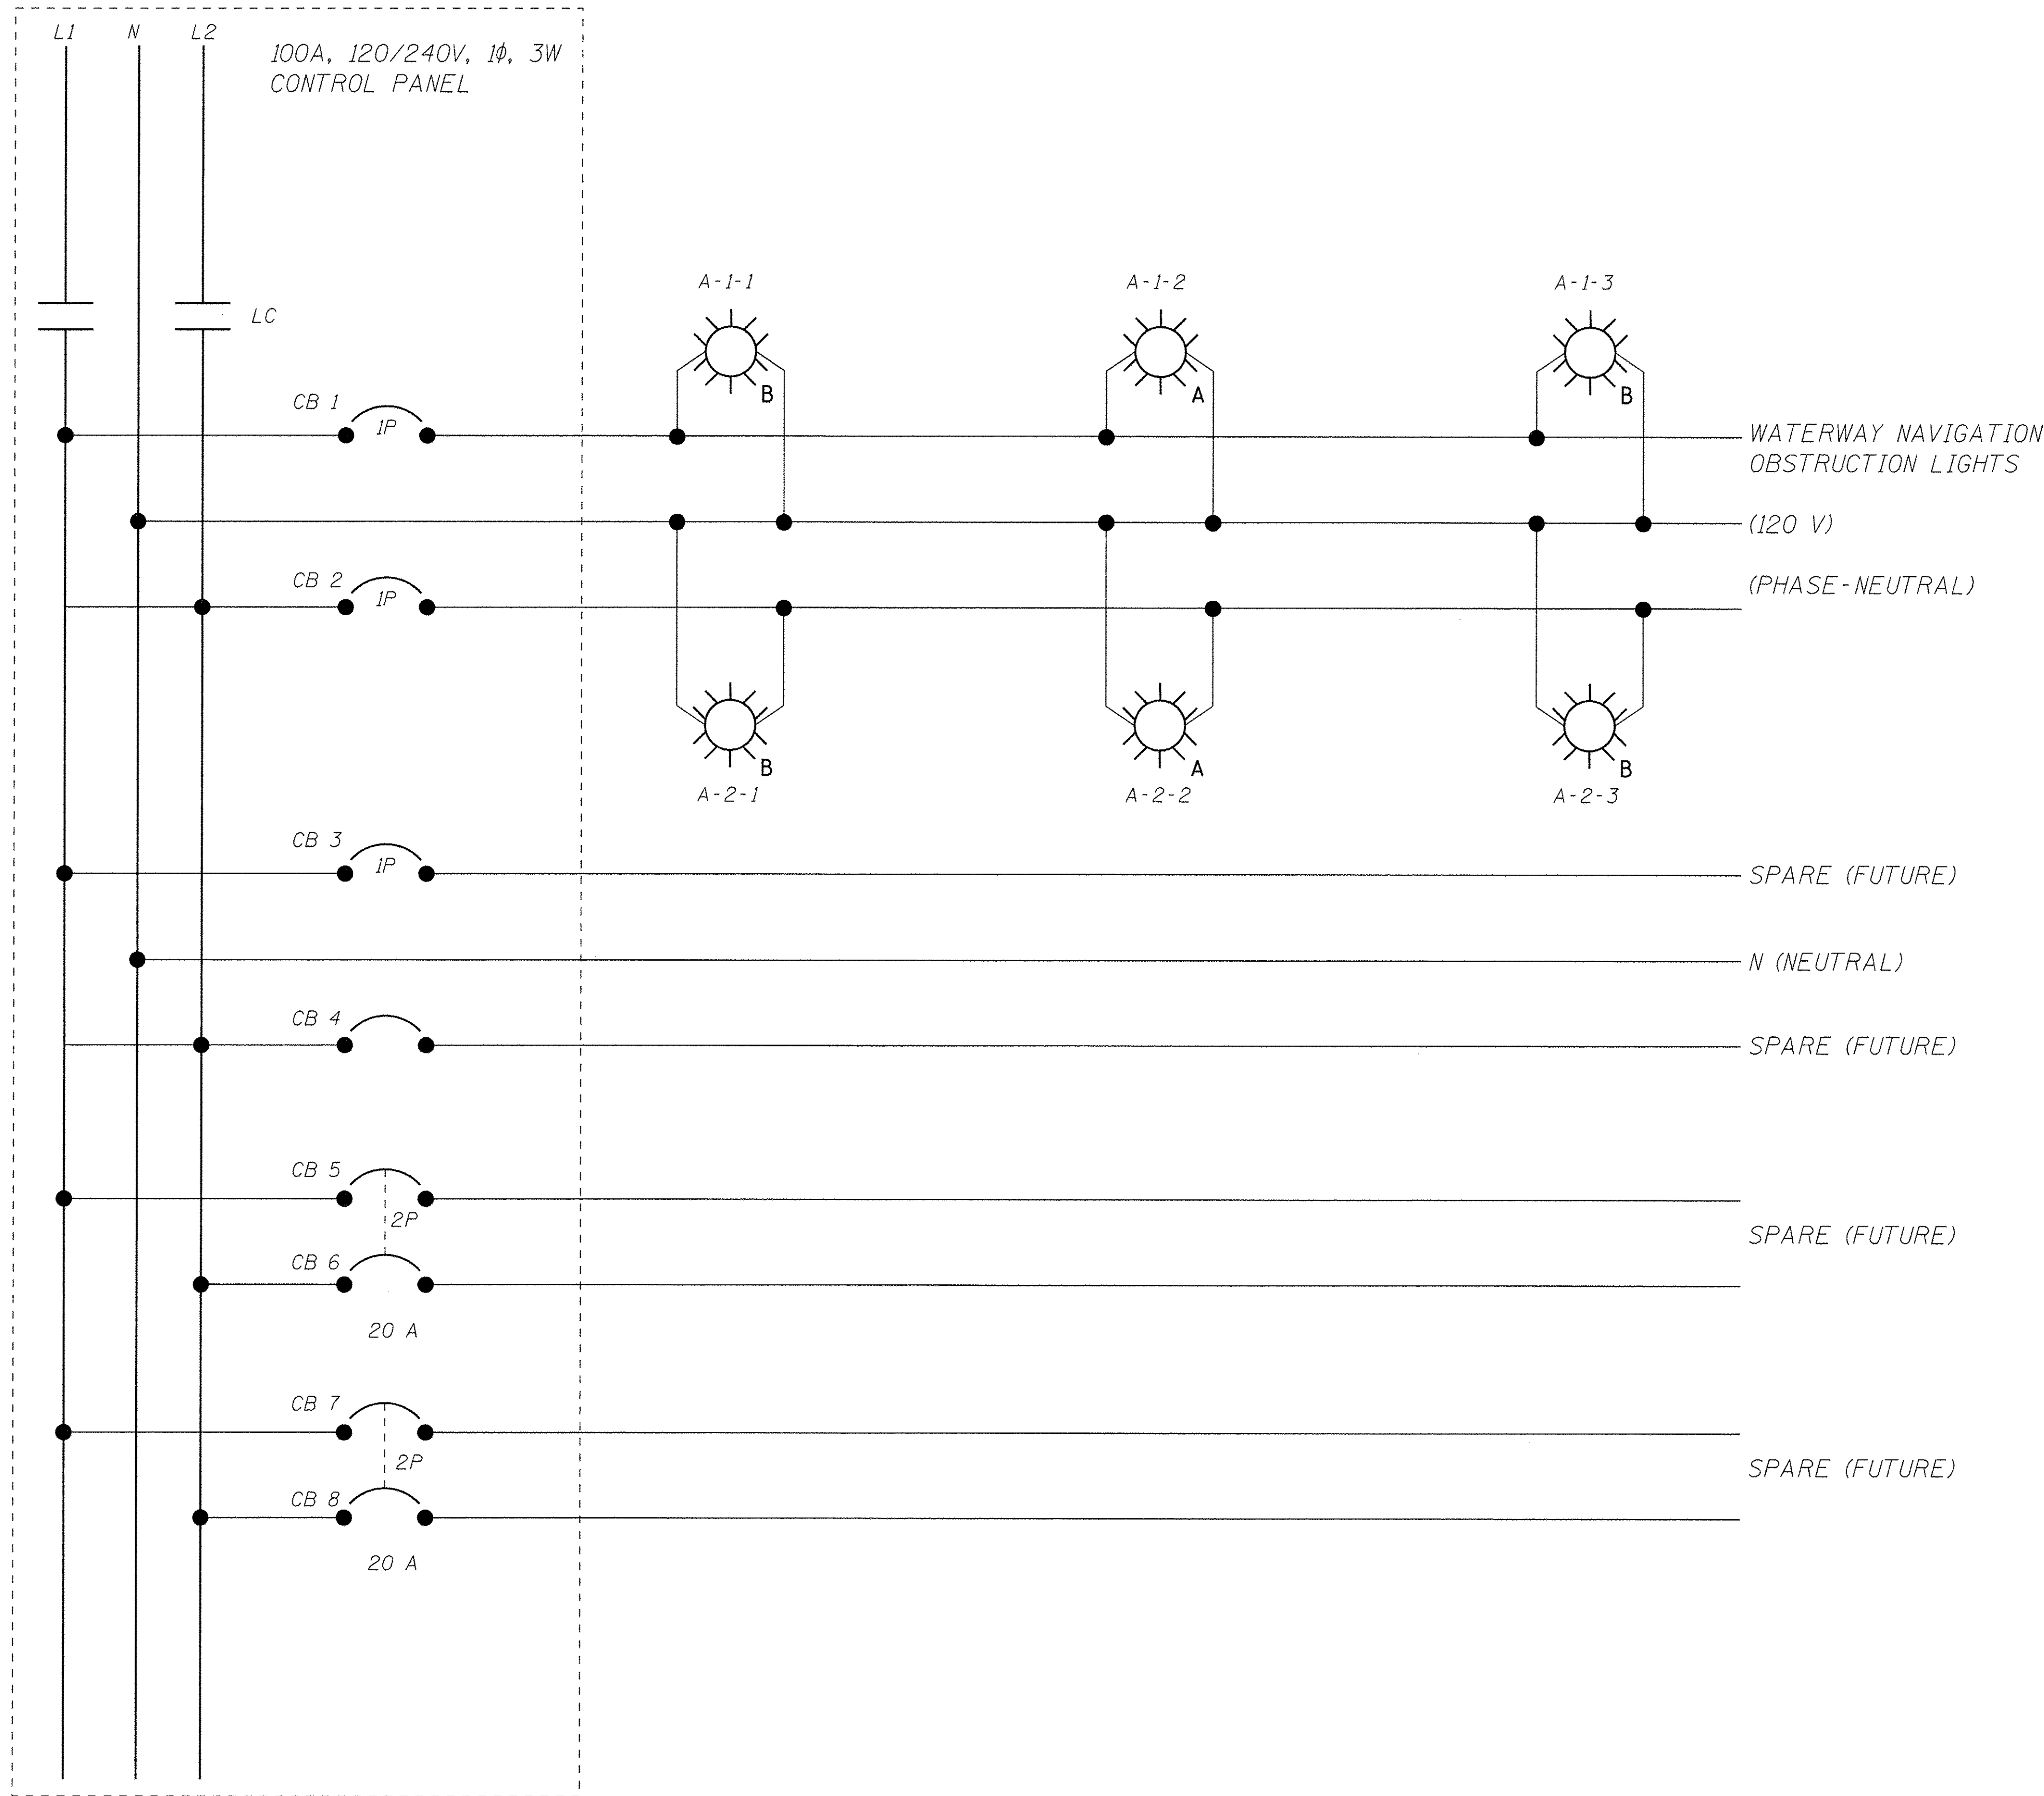 L1 N L2
100A, 120/240V, 1ϕ, 3W
CONTROL PANEL
A-1-1 A-1-2 A-1-3
LC
B A B
CB 1
1P
WATERWAY NAVIGATION
OBSTRUCTION LIGHTS
(120 V)
CB 2
1P
(PHASE-NEUTRAL)
B A B
A-2-1 A-2-2 A-2-3
CB 3
1P
SPARE (FUTURE)
N (NEUTRAL)
CB 4
SPARE (FUTURE)
CB 5
2P
SPARE (FUTURE)
CB 6
20 A
CB 7
2P
SPARE (FUTURE)
CB 8
20 A